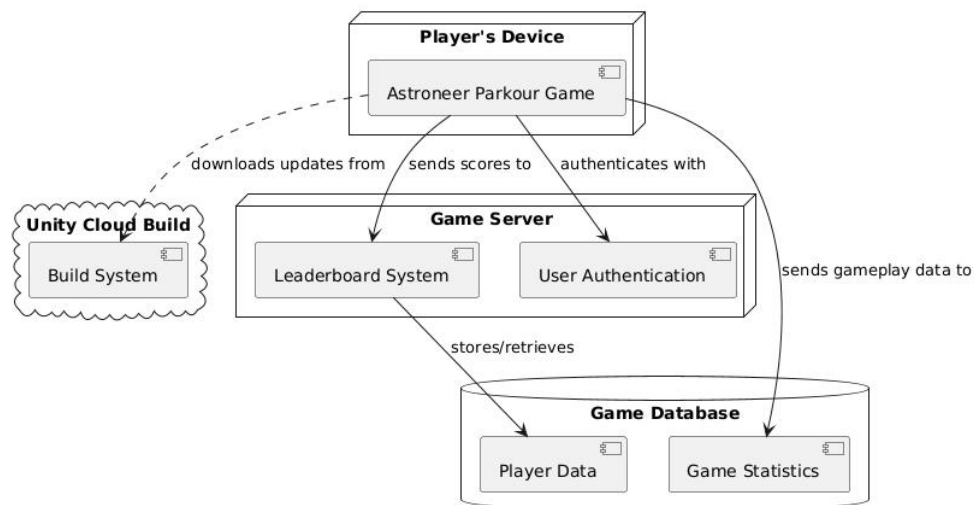 Player's Device
Astroneer Parkour Game
downloads updates from
sends scores to
authenticates with
Unity Cloud Build
Build System
Game Server
Leaderboard System
User Authentication
sends gameplay data to
stores/retrieves
Game Database
Player Data
Game Statistics